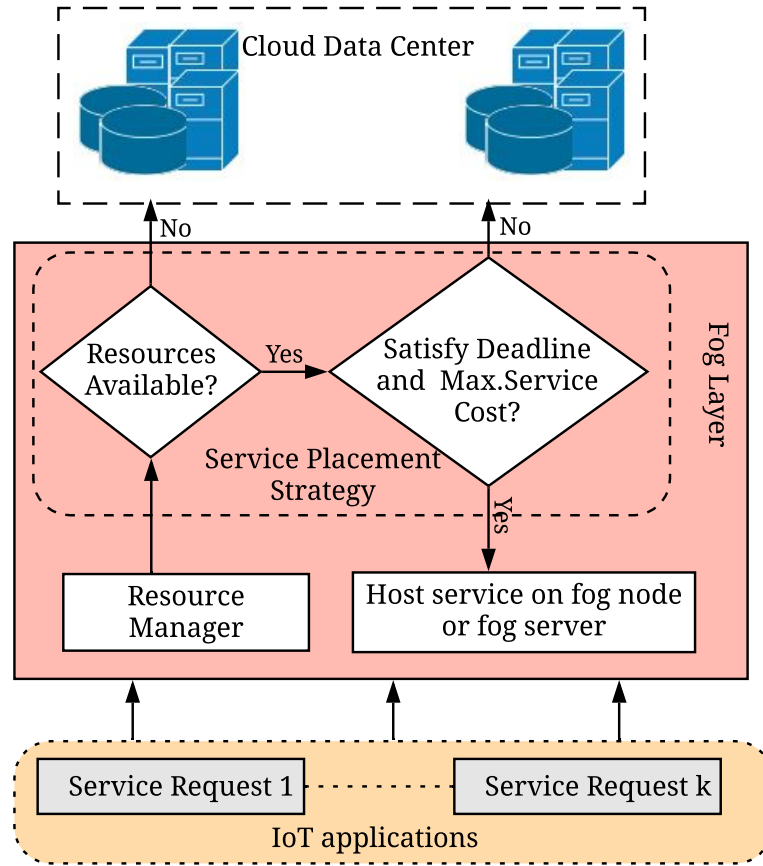 Cloud Data Center
No
No
Resources
Available?
Yes
Satisfy Deadline
and Max.Service
Cost?
Fog Layer
Service Placement
Strategy
Yes
Resource
Manager
Host service on fog node
or fog server
Service Request 1
Service Request k
IoT applications